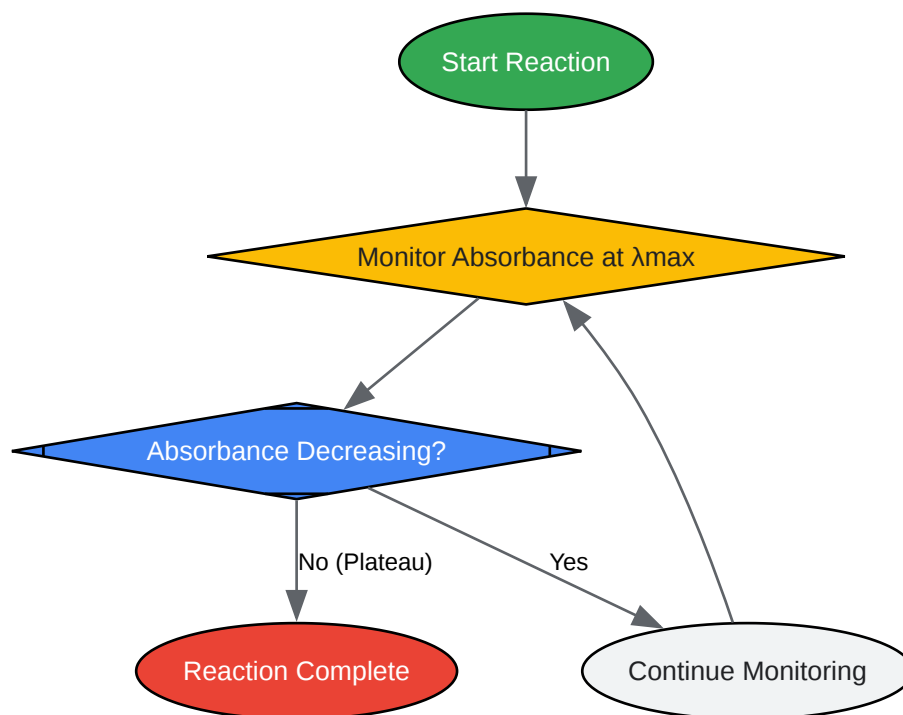 Start Reaction
Monitor Absorbance at λmax
Absorbance Decreasing?
No (Plateau)
Yes
Reaction Complete
Continue Monitoring